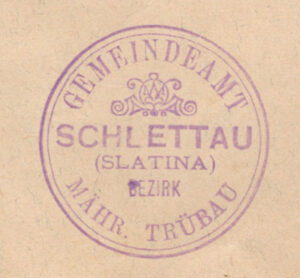 GEMEINDEAMT
SCHLETTAU
(SLATINA)
BEZIRK
MÄHR. TRÜBAU